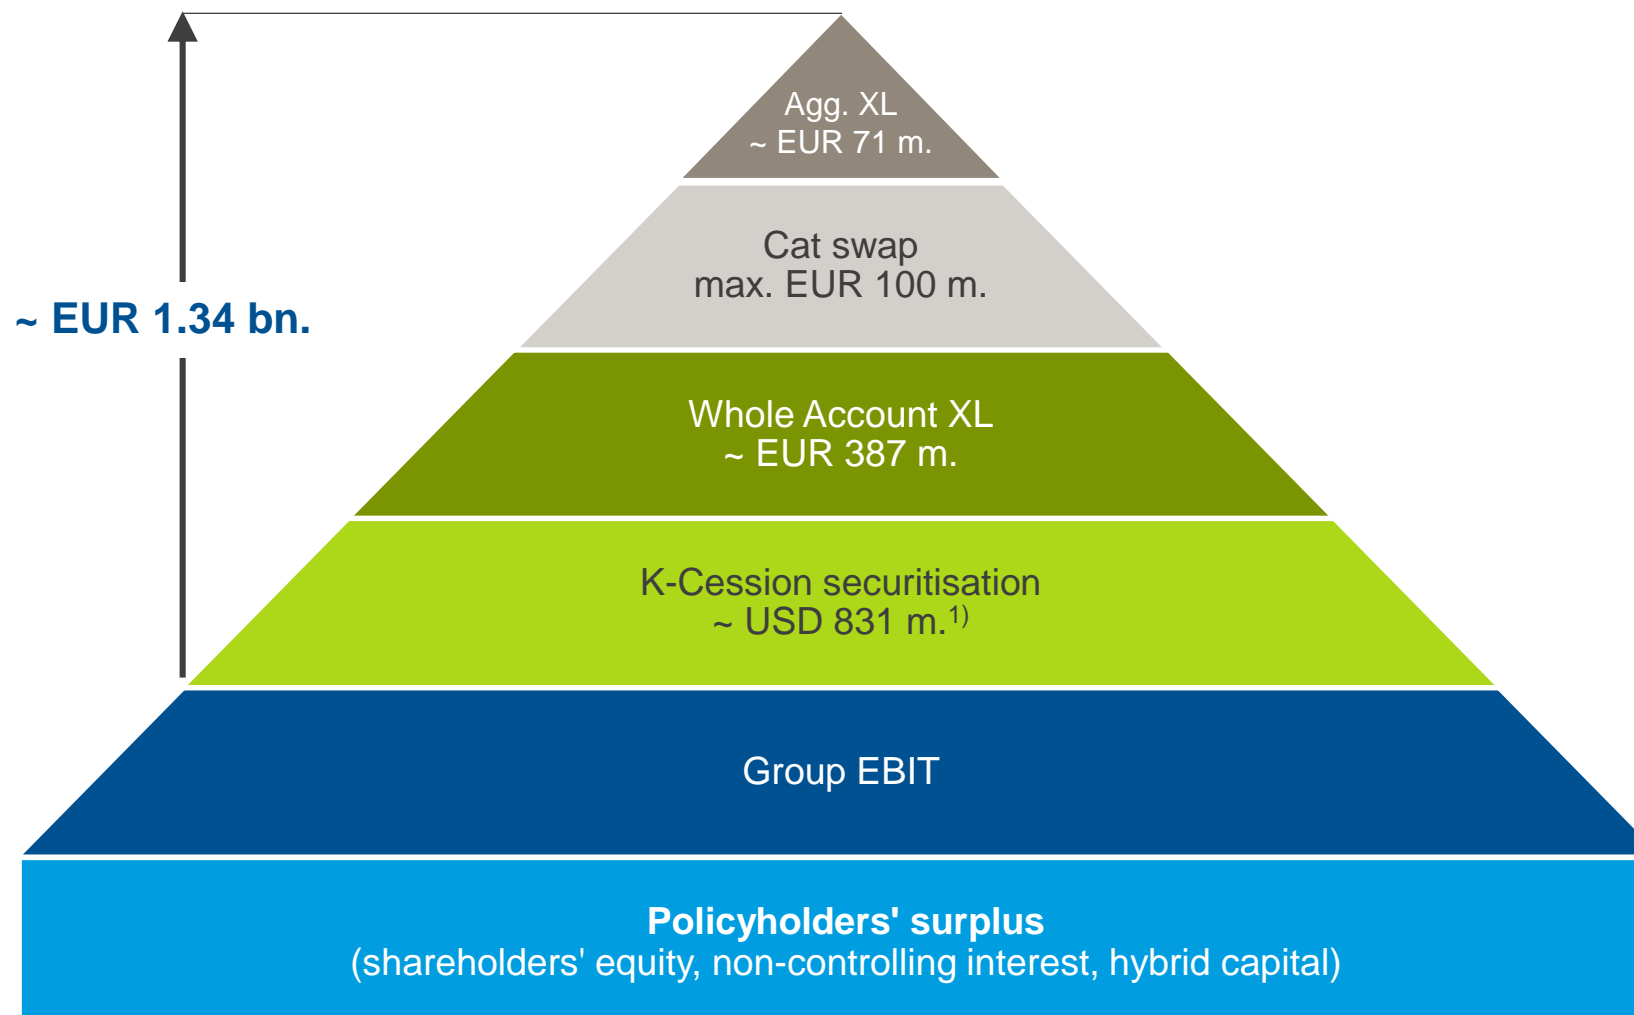 Agg. XL
~ EUR 71 m.
Cat swap
max. EUR 100 m.
~ EUR 1.34 bn.
Whole Account XL
~ EUR 387 m.
K-Cession securitisation
~ USD 831 m.1)
Group EBIT
Policyholders' surplus
(shareholders' equity, non-controlling interest, hybrid capital)